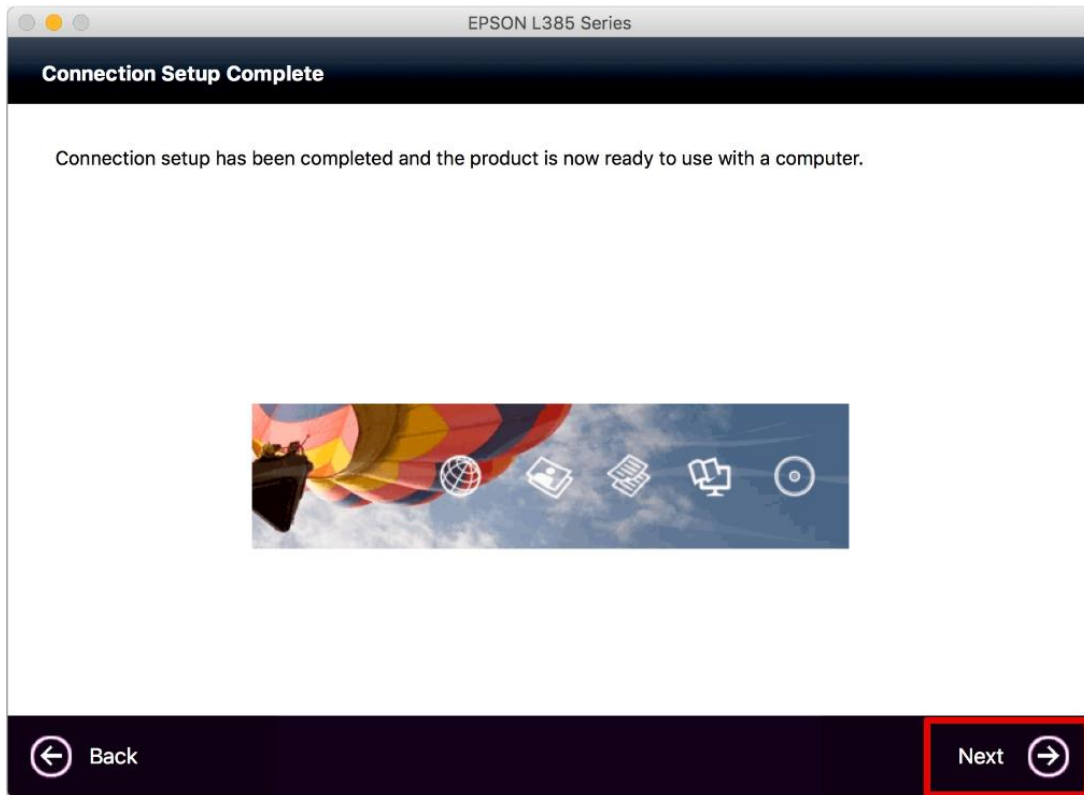 EPSON L385 Series
Connection Setup Complete
Connection setup has been completed and the product is now ready to use with a computer.
Back
Next